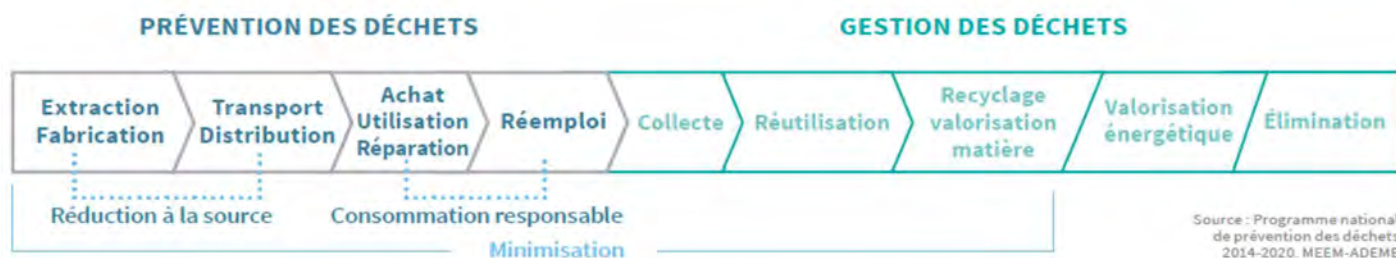 PRÉVENTION DES DÉCHETS
GESTION DES DÉCHETS
Extraction
Fabrication
Transport
Distribution
Achat
Utilisation
Réparation
Réemploi
Collecte
Réutilisation
Recyclage
valorisation
matière
Valorisation
énergétique
Élimination
Réduction à la source
Consommation responsable
Minimisation
Source : Programme national
de prévention des déchets
2014-2020. MEEM-ADEME